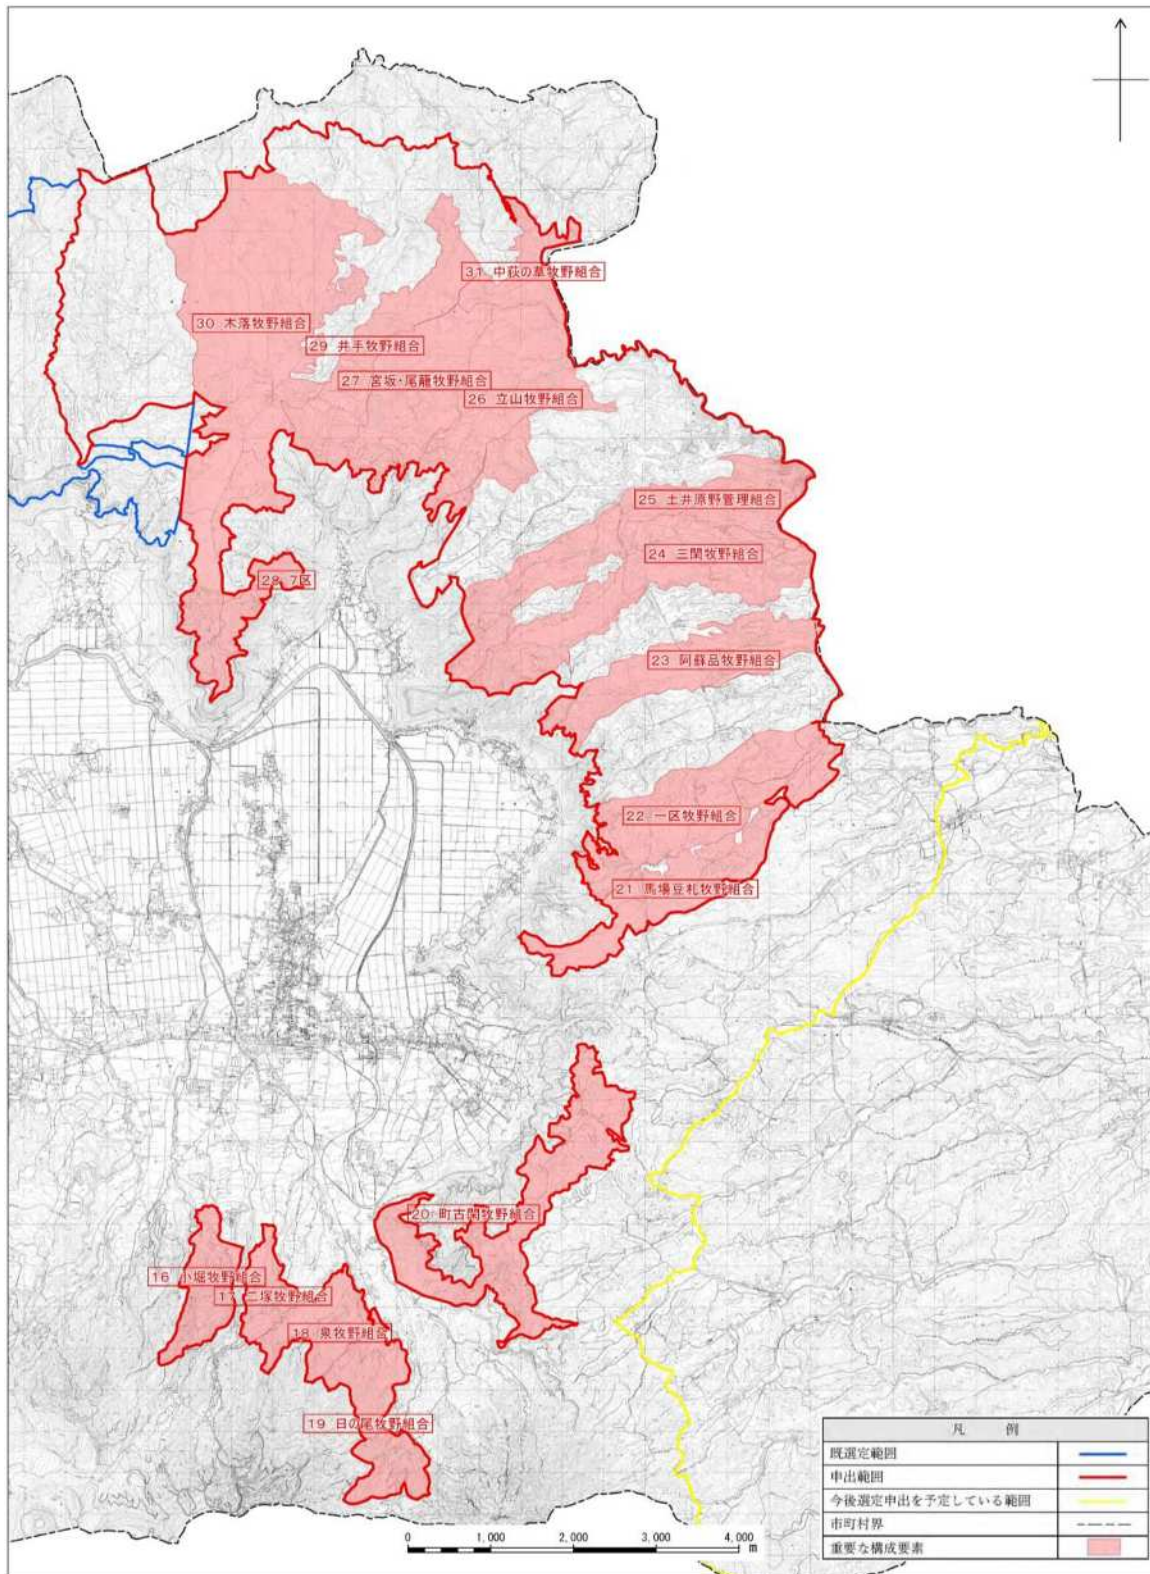 31 中荻の草牧野組合
30 木落牧野組合
29 井手牧野組合
27 宮坂・尾籠牧野組合
26 立山牧野組合
25 土井原野管理組合
24 三閑牧野組合
28 7区
23 阿蘇品牧野組合
22 一区牧野組合
21 馬場豆札牧野組合
20 町古閑牧野組合
16 小堀牧野組合
17 二塚牧野組合
18 泉牧野組合
19 日の尾牧野組合
凡 例
既選定範囲
申出範囲
今後選定申出を予定している範囲
市町村界
重要な構成要素
0 1,000 2,000 3,000 4,000
m